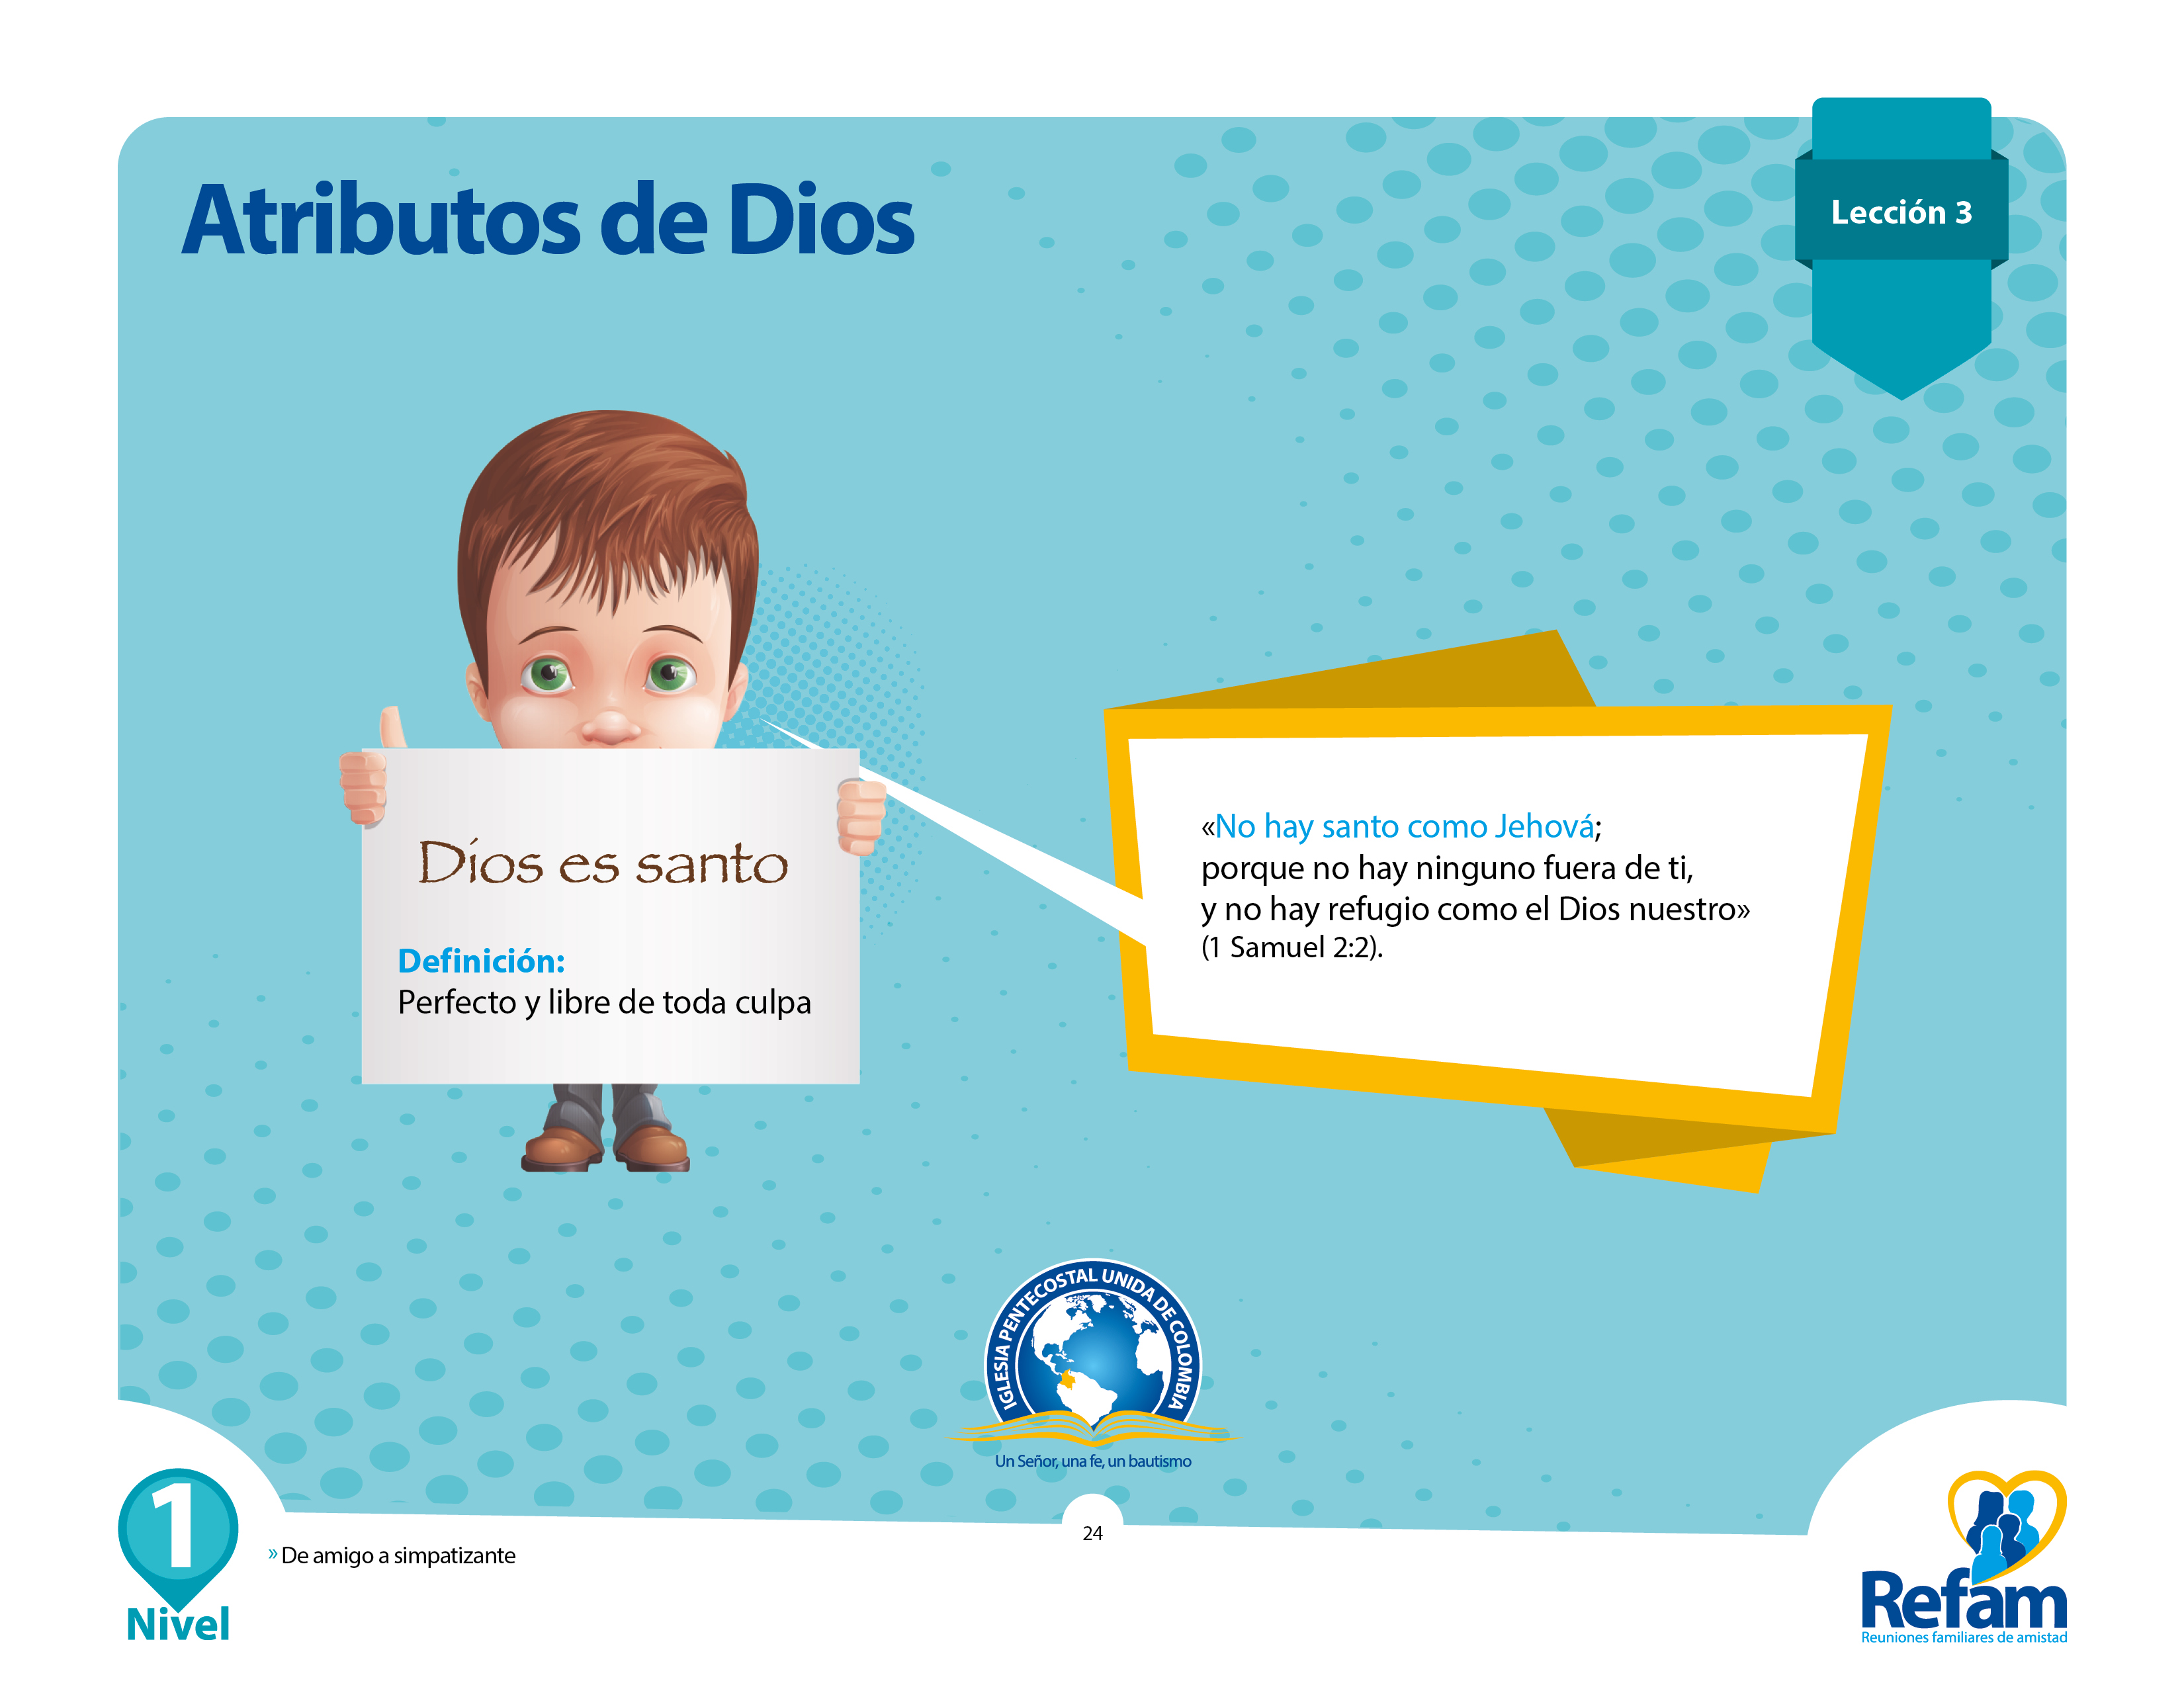 Atributos de Dios
Lección 3
Dios es santo
Definición:
Perfecto y libre de toda culpa
«No hay santo como Jehová;
porque no hay ninguno fuera de ti,
y no hay refugio como el Dios nuestro»
(1 Samuel 2:2).
IGLESIA PENTECOSTAL UNIDA DE COLOMBIA
Un Señor, una fe, un bautismo
24
1
Nivel
» De amigo a simpatizante
Refam
Reuniones familiares de amistad